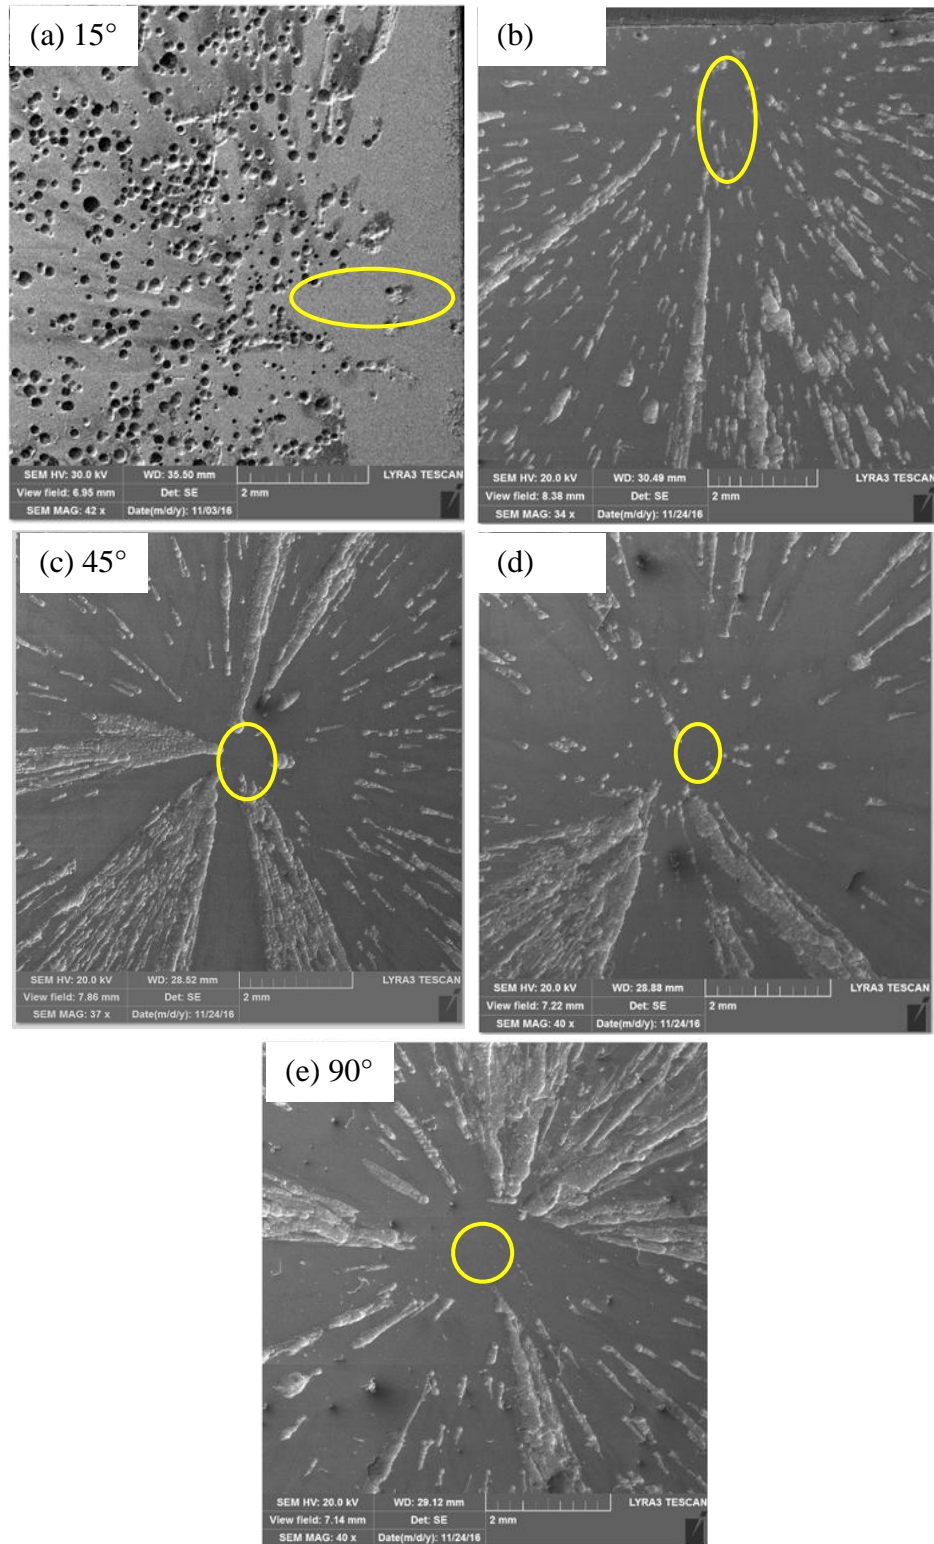 (a) 15°
SEM HV: 30.0 kV WD: 35.50 mm LYRA3 TESCAN
View field: 6.95 mm Det: SE 2 mm
SEM MAG: 42 x Date(m/d/y): 11/03/16
(b)
SEM HV: 20.0 kV WD: 30.49 mm LYRA3 TESCAN
View field: 8.38 mm Det: SE 2 mm
SEM MAG: 34 x Date(m/d/y): 11/24/16
(c) 45°
SEM HV: 20.0 kV WD: 28.52 mm LYRA3 TESCAN
View field: 7.86 mm Det: SE 2 mm
SEM MAG: 37 x Date(m/d/y): 11/24/16
(d)
SEM HV: 20.0 kV WD: 28.88 mm LYRA3 TESCAN
View field: 7.22 mm Det: SE 2 mm
SEM MAG: 40 x Date(m/d/y): 11/24/16
(e) 90°
SEM HV: 20.0 kV WD: 29.12 mm LYRA3 TESCAN
View field: 7.14 mm Det: SE 2 mm
SEM MAG: 40 x Date(m/d/y): 11/24/16